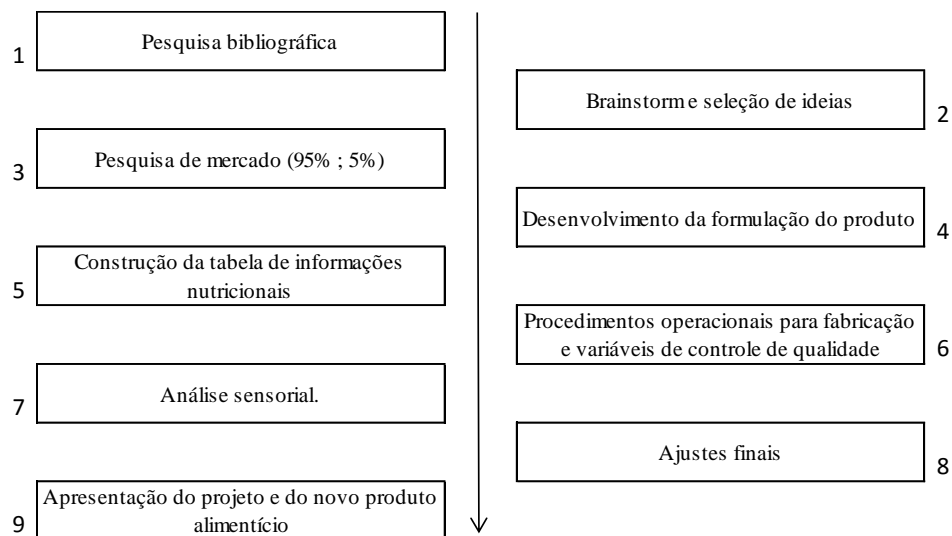 1
Pesquisa bibliográfica
Brainstorm e seleção de ideias
2
3
Pesquisa de mercado (95% ; 5%)
Desenvolvimento da formulação do produto
4
5
Construção da tabela de informações
nutricionais
Procedimentos operacionais para fabricação
e variáveis de controle de qualidade
6
7
Análise sensorial.
Ajustes finais
8
9
Apresentação do projeto e do novo produto
alimentício